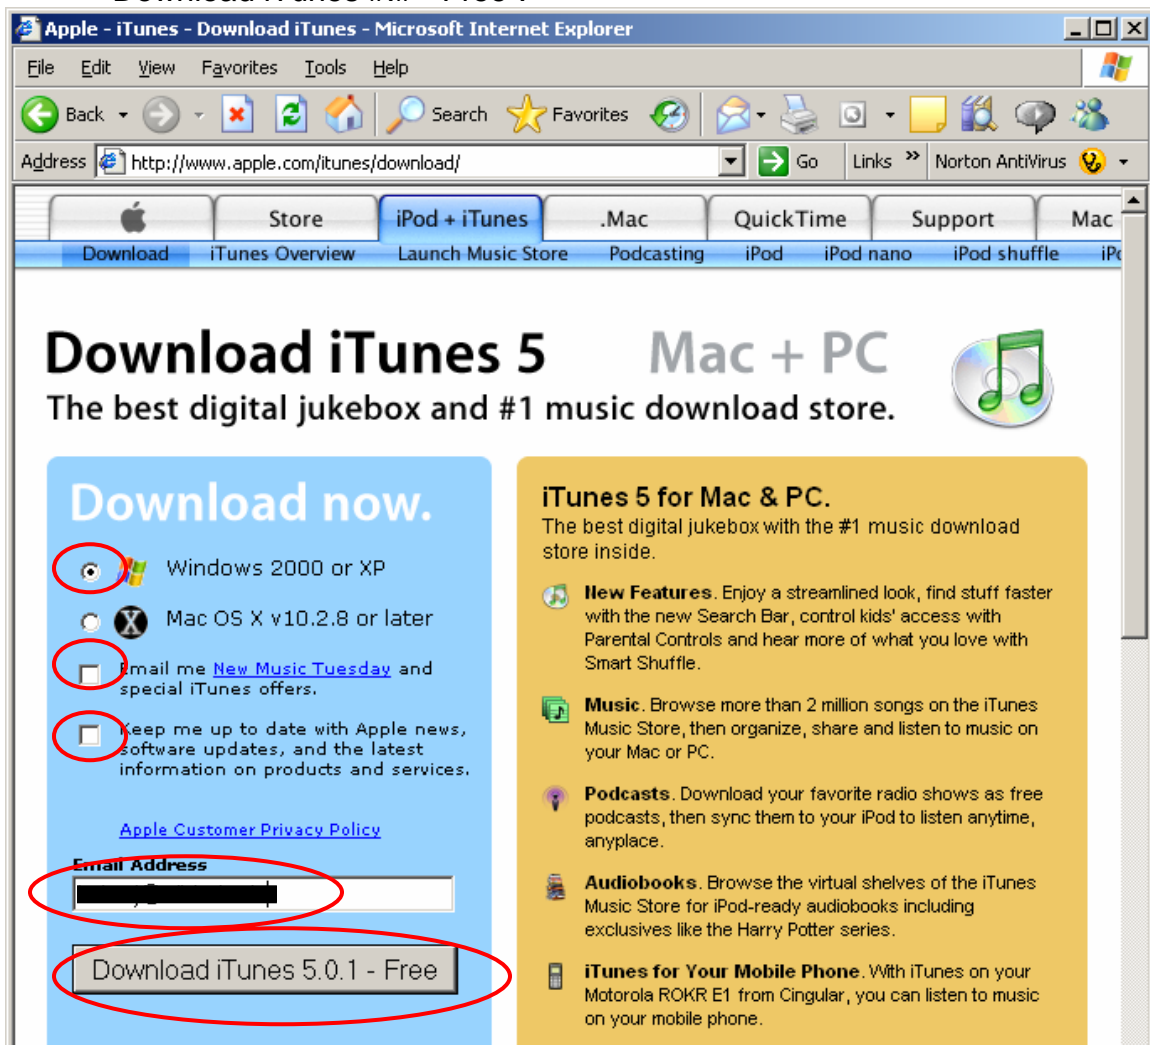 Download iTunes
Free
Apple - iTunes - Download iTunes - Microsoft Internet Explorer
File Edit View Favorites Tools Help
Back Search Favorites
Address http://www.apple.com/itunes/download/ Go Links » Norton AntiVirus
Store iPod + iTunes .Mac QuickTime Support Mac
Download iTunes Overview Launch Music Store Podcasting iPod iPod nano iPod shuffle
Download iTunes 5 Mac + PC
The best digital jukebox and #1 music download store.
Download now.
Windows 2000 or XP
Mac OS X v10.2.8 or later
Email me New Music Tuesday and
special iTunes offers.
Keep me up to date with Apple news,
software updates, and the latest
information on products and services.
Apple Customer Privacy Policy
Email Address
Download iTunes 5.0.1 - Free
iTunes 5 for Mac & PC.
The best digital jukebox with the #1 music download
store inside.
New Features. Enjoy a streamlined look, find stuff faster
with the new Search Bar, control kids' access with
Parental Controls and hear more of what you love with
Smart Shuffle.
Music. Browse more than 2 million songs on the iTunes
Music Store, then organize, share and listen to music on
your Mac or PC.
Podcasts. Download your favorite radio shows as free
podcasts, then sync them to your iPod to listen anytime,
anyplace.
Audiobooks. Browse the virtual shelves of the iTunes
Music Store for iPod-ready audiobooks including
exclusives like the Harry Potter series.
iTunes for Your Mobile Phone. With iTunes on your
Motorola ROKR E1 from Cingular, you can listen to music
on your mobile phone.